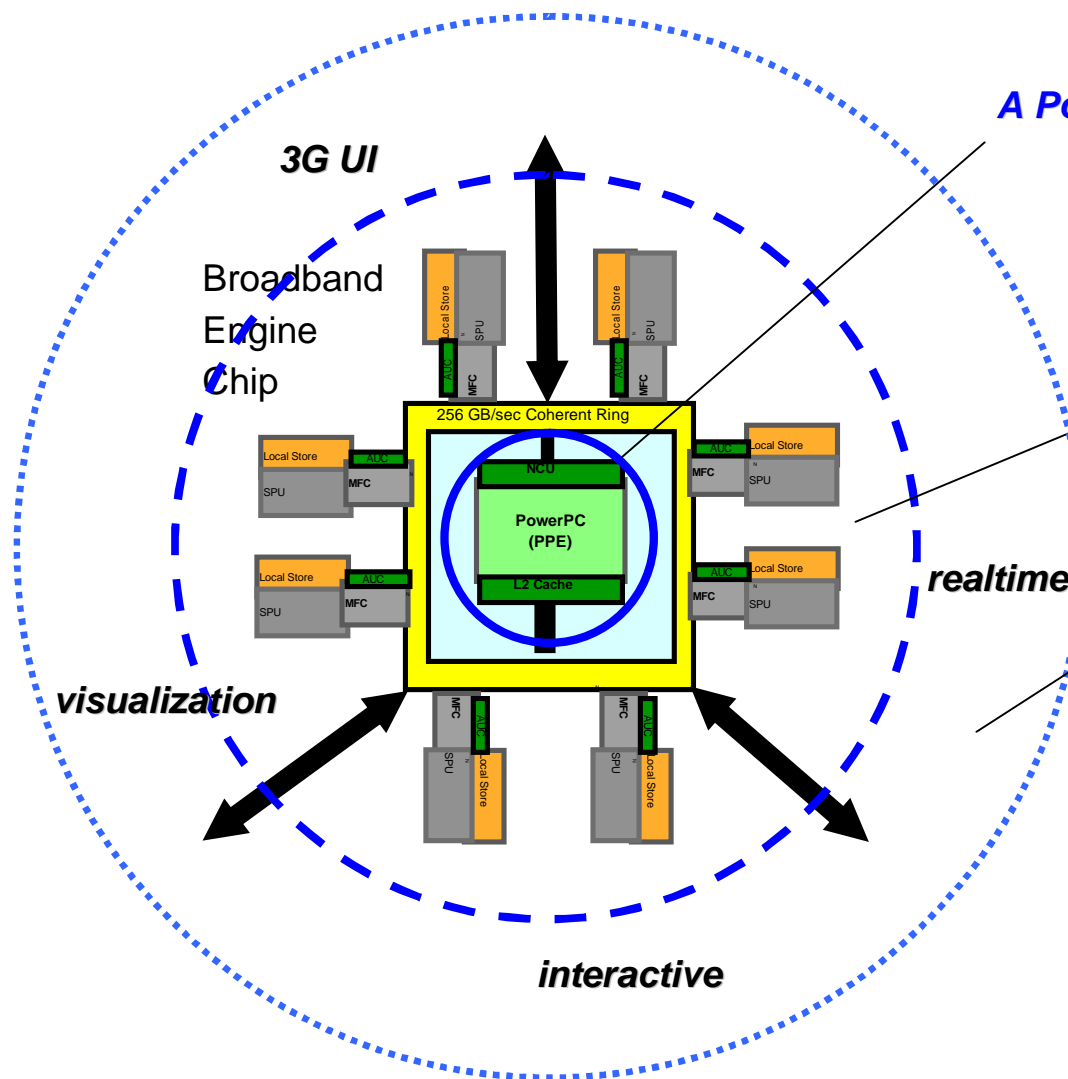 A Po
3G UI
Broadband
Engine
Chip
Local Store
SPU
N
AUC
MFC
Local Store
SPU
N
AUC
MFC
256 GB/sec Coherent Ring
Local Store
AUC
SPU
MFC
N
NCU
PowerPC
(PPE)
L2 Cache
AUC
Local Store
MFC
N
SPU
Local Store
AUC
SPU
MFC
N
AUC
Local Store
MFC
N
SPU
realtime
visualization
N
MFC
AUC
SPU
N
Local Store
MFC
AUC
SPU
N
Local Store
interactive